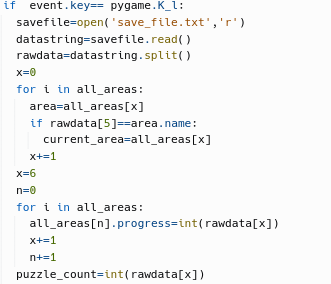 if  event.key== pygame.K_l:
  savefile=open('save_file.txt','r')
  datastring=savefile.read()
  rawdata=datastring.split()
  x=0
  for i in all_areas:
    area=all_areas[x]
    if rawdata[5]==area.name:
      current_area=all_areas[x]
    x+=1
  x=6
  n=0
  for i in all_areas:
    all_areas[n].progress=int(rawdata[x])
    x+=1
    n+=1
  puzzle_count=int(rawdata[x])